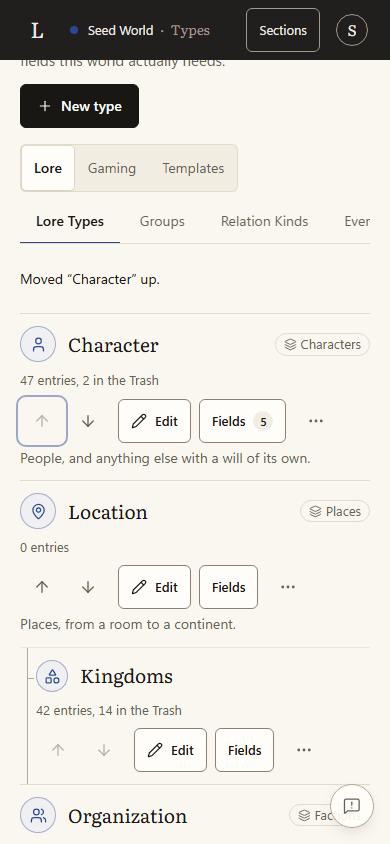 L Seed World · Types Sections S
fields this world actually needs.
+ New type
Lore Gaming Templates
Lore Types Groups Relation Kinds Ever
Moved “Character” up.
Character Characters
47 entries, 2 in the Trash
Edit Fields 5
People, and anything else with a will of its own.
Location Places
0 entries
Edit Fields
Places, from a room to a continent.
Kingdoms
42 entries, 14 in the Trash
Edit Fields
Organization